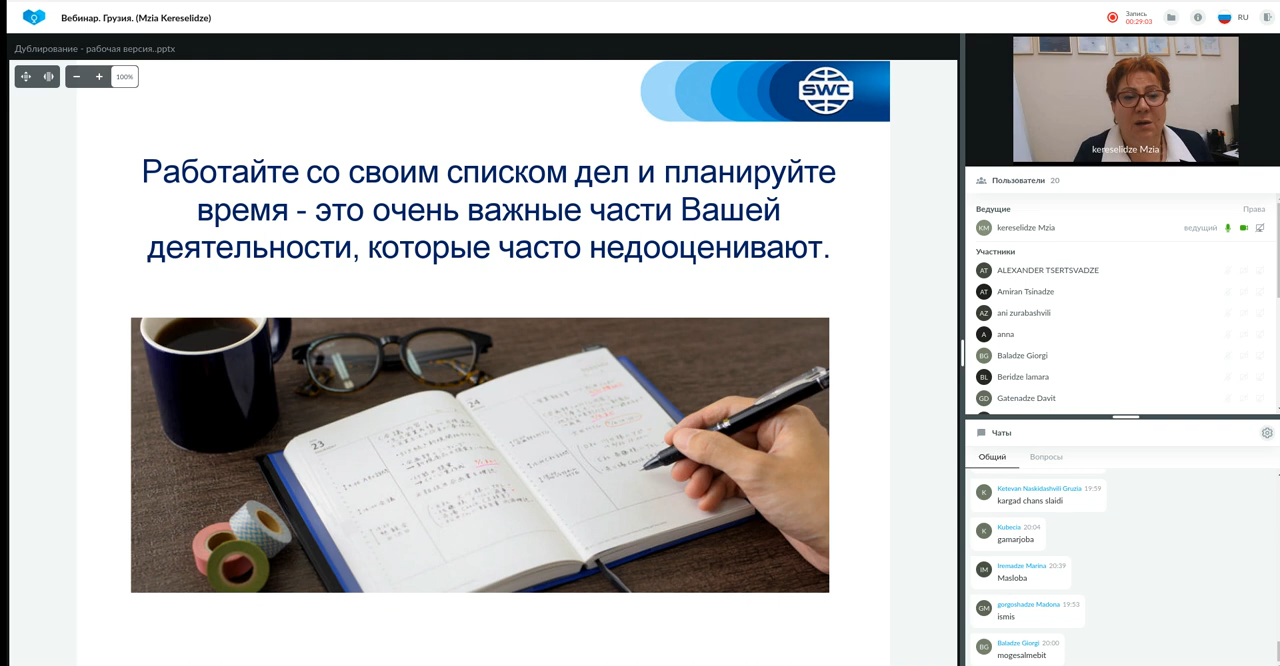 Вебинар. Грузия. (Mzia Kereselidze)
Запись
00:29:03
RU
Дублирование - рабочая версия..pptx
100%
SWC
Работайте со своим списком дел и планируйте
время - это очень важные части Вашей
деятельности, которые часто недооценивают.
23
24
kereselidze Mzia
Пользователи 20
Ведущие Права
KM kereselidze Mzia ведущий
Участники
AT ALEXANDER TSERTSVADZE
AT Amiran Tsinadze
AZ ani zurabashvili
A anna
BG Baladze Giorgi
BL Beridze lamara
GD Gatenadze Davit
Чаты
Общий Вопросы
K Ketevan Naskidashvili Gruzia 19:59
kargad chans slaidi
K Kubecia 20:04
gamarjoba
IM Iremadze Marina 20:39
Masloba
GM gorgoshadze Madona 19:53
ismis
BG Baladze Giorgi 20:00
mogesalmebit